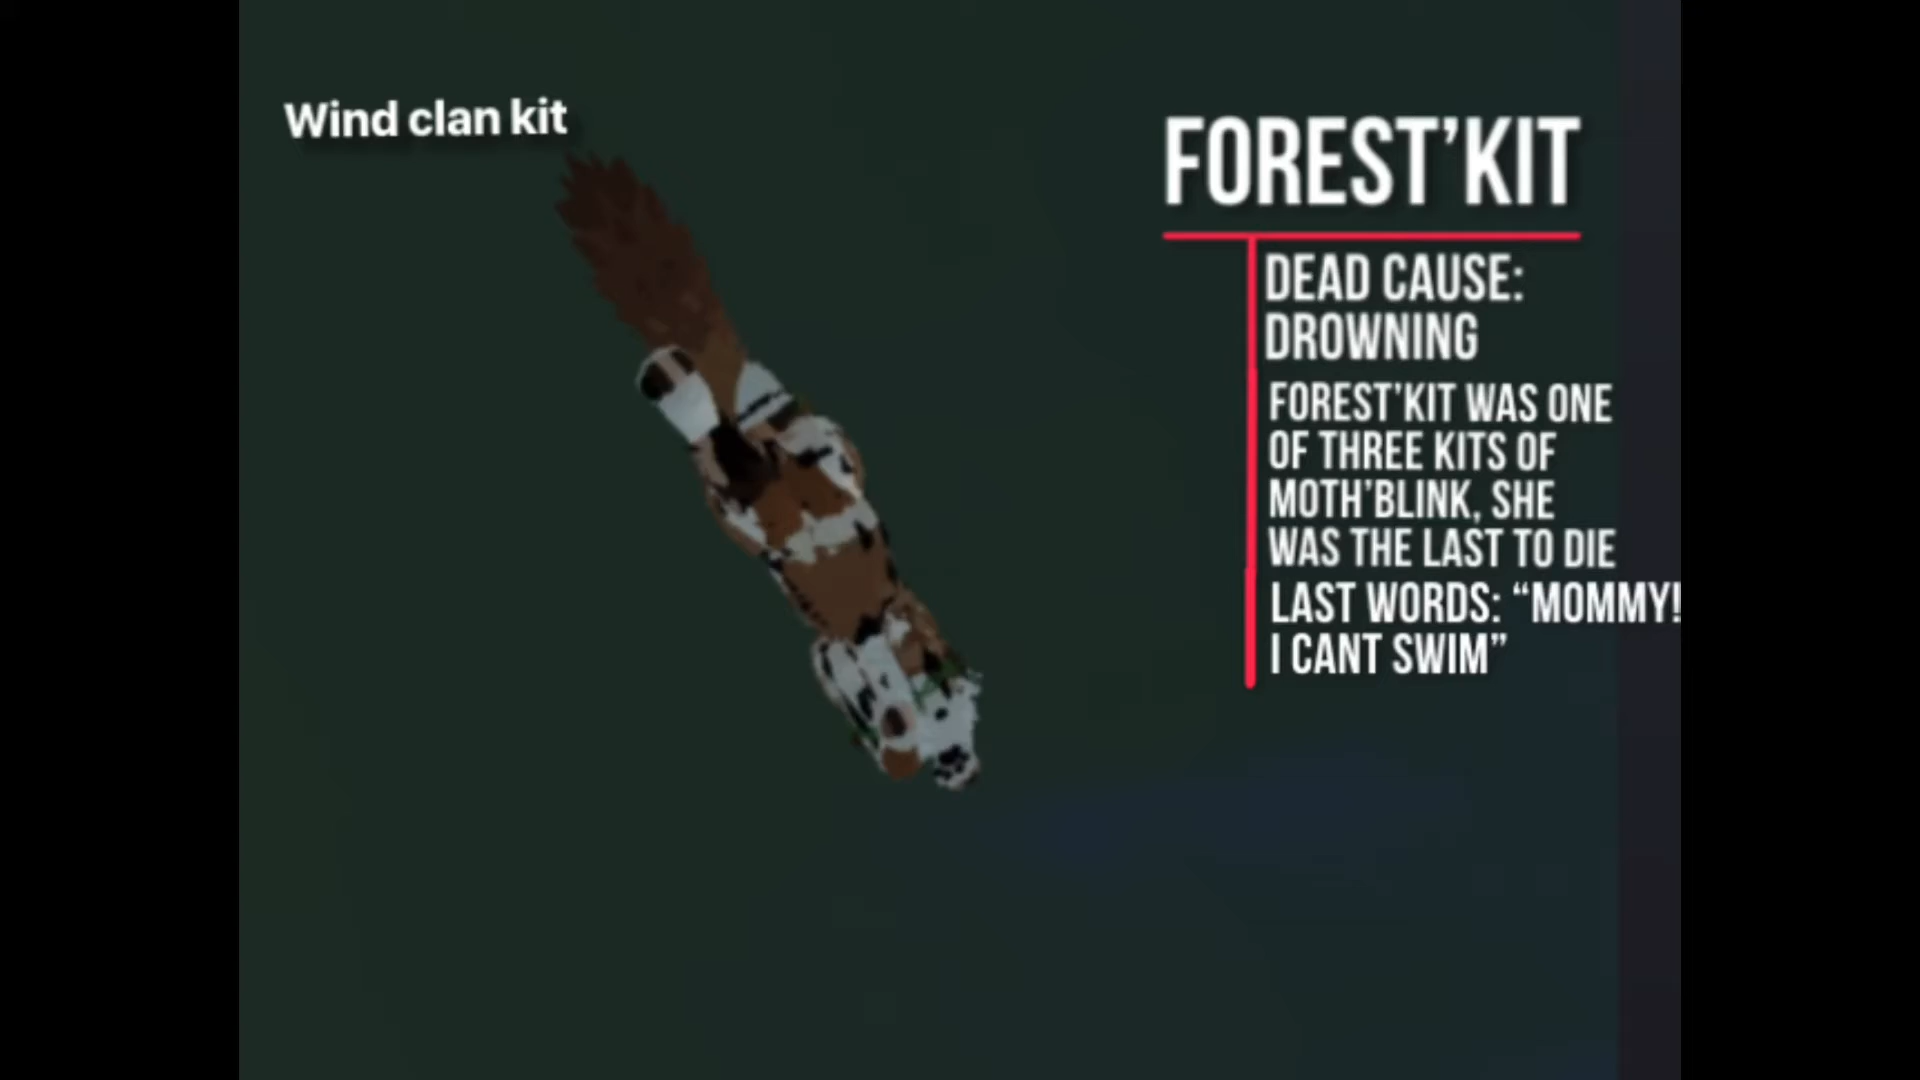 Wind clan kit
FOREST’KIT
DEAD CAUSE:
DROWNING
FOREST’KIT WAS ONE
OF THREE KITS OF
MOTH’BLINK, SHE
WAS THE LAST TO DIE
LAST WORDS: “MOMMY!
I CANT SWIM”